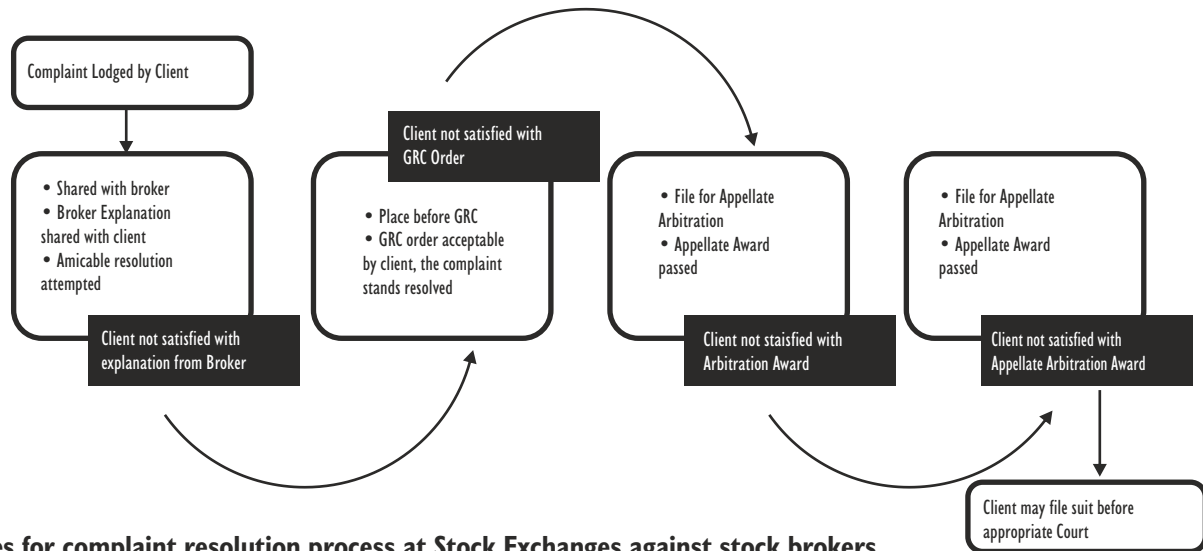 Complaint Lodged by Client
• Shared with broker
• Broker Explanation
shared with client
• Amicable resolution
attempted
Client not satisfied with
explanation from Broker
Client not satisfied with
GRC Order
• Place before GRC
• GRC order acceptable
by client, the complaint
stands resolved
• File for Appellate
Arbitration
• Appellate Award
passed
Client not staisfied with
Arbitration Award
• File for Appellate
Arbitration
• Appellate Award
passed
Client not satisfied with
Appellate Arbitration Award
Client may file suit before
appropriate Court
for complaint resolution process at Stock Exchanges against stock brokers